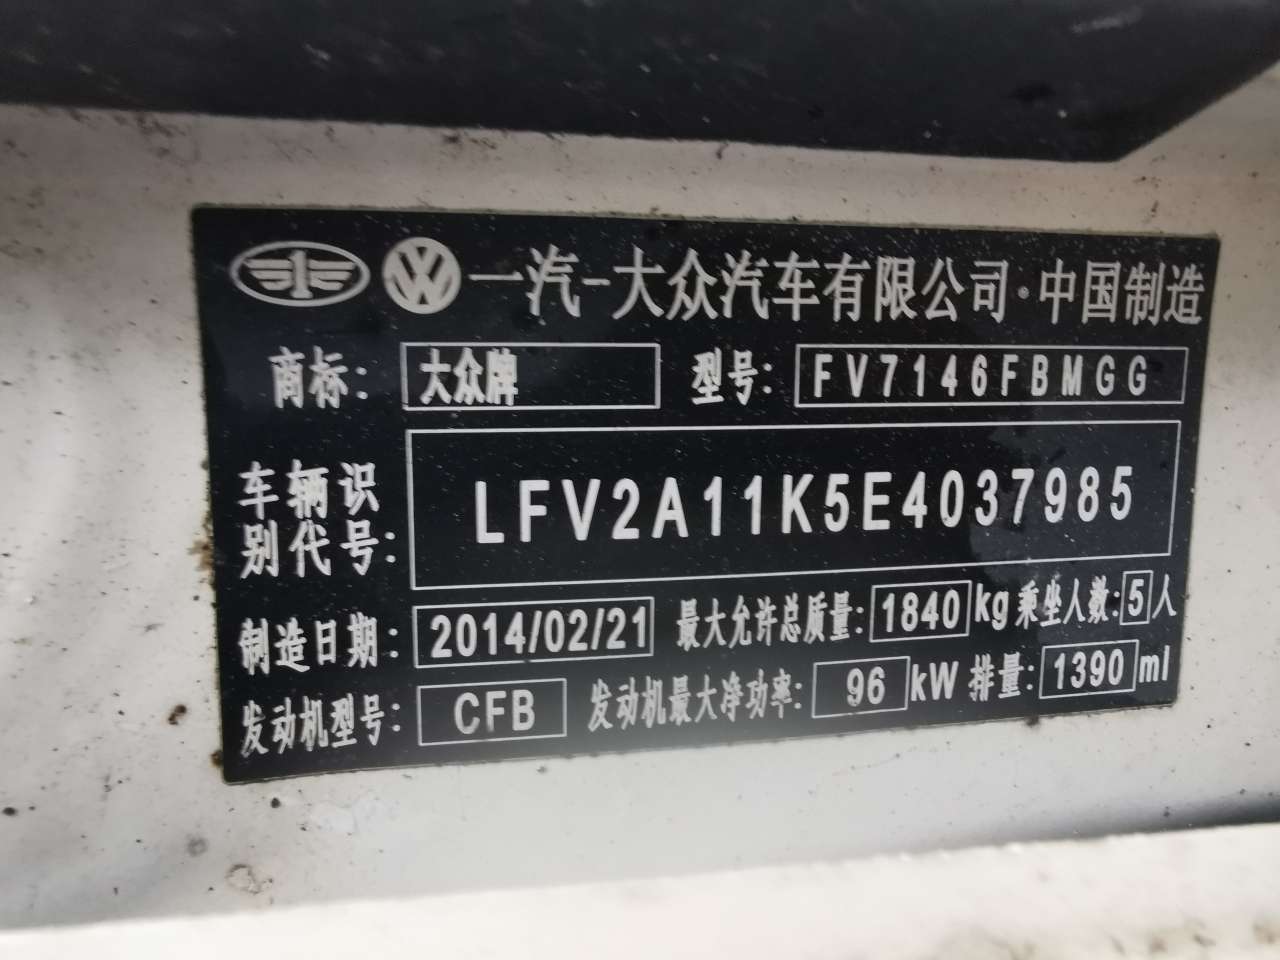 一汽-大众汽车有限公司·中国制造
商标: 大众牌 型号: FV7146FBMGG
车辆识别代号: LFV2A11K5E4037985
制造日期: 2014/02/21 最大允许总质量: 1840 kg 乘坐人数: 5 人
发动机型号: CFB 发动机最大净功率: 96 kW 排量: 1390 ml